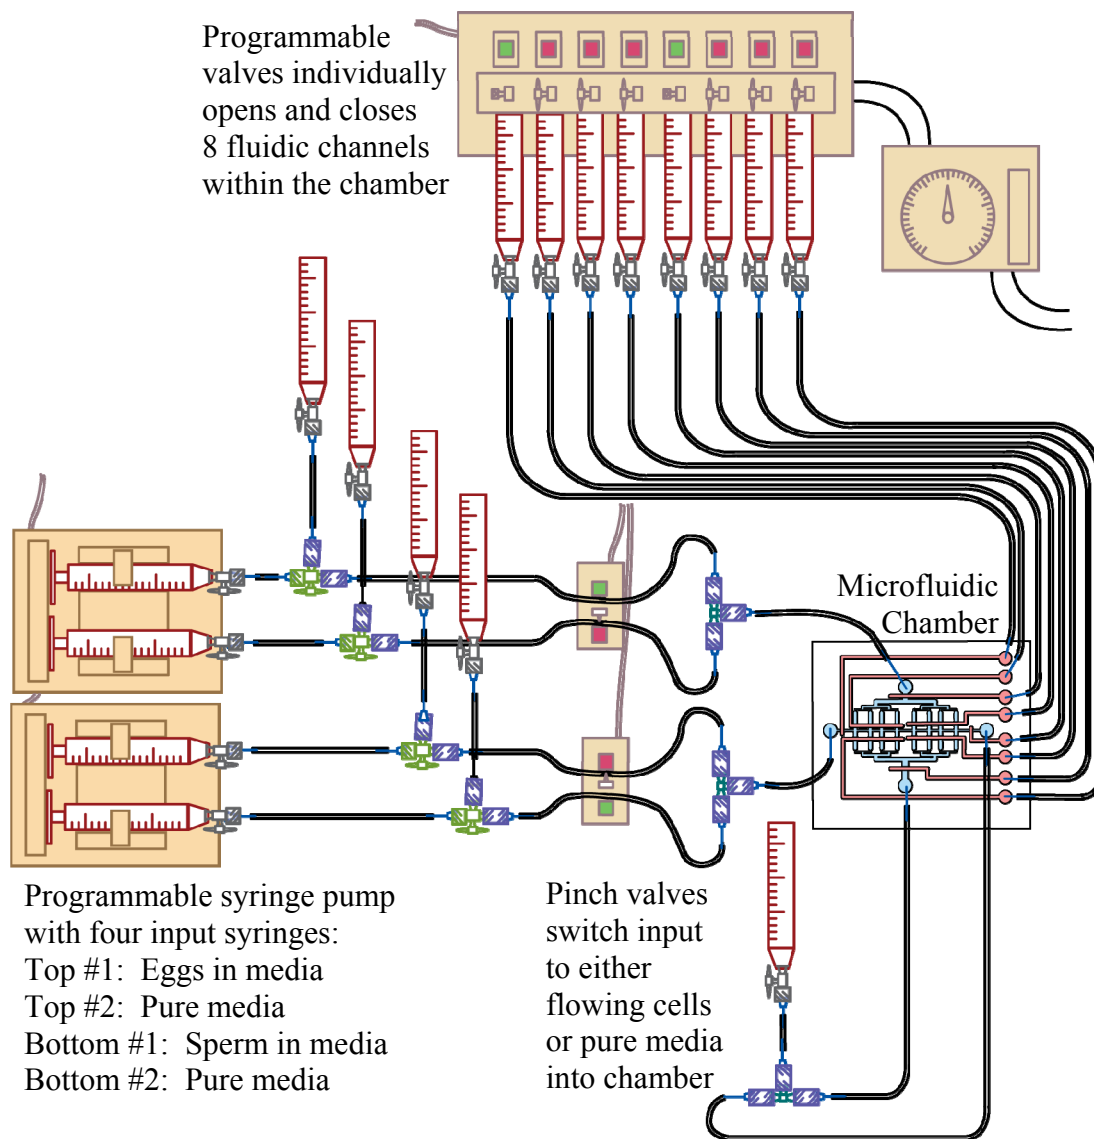 Programmable
valves individually
opens and closes
8 fluidic channels
within the chamber
Microfluidic
Chamber
Programmable syringe pump
with four input syringes:
Top #1: Eggs in media
Top #2: Pure media
Bottom #1: Sperm in media
Bottom #2: Pure media
Pinch valves
switch input
to either
flowing cells
or pure media
into chamber